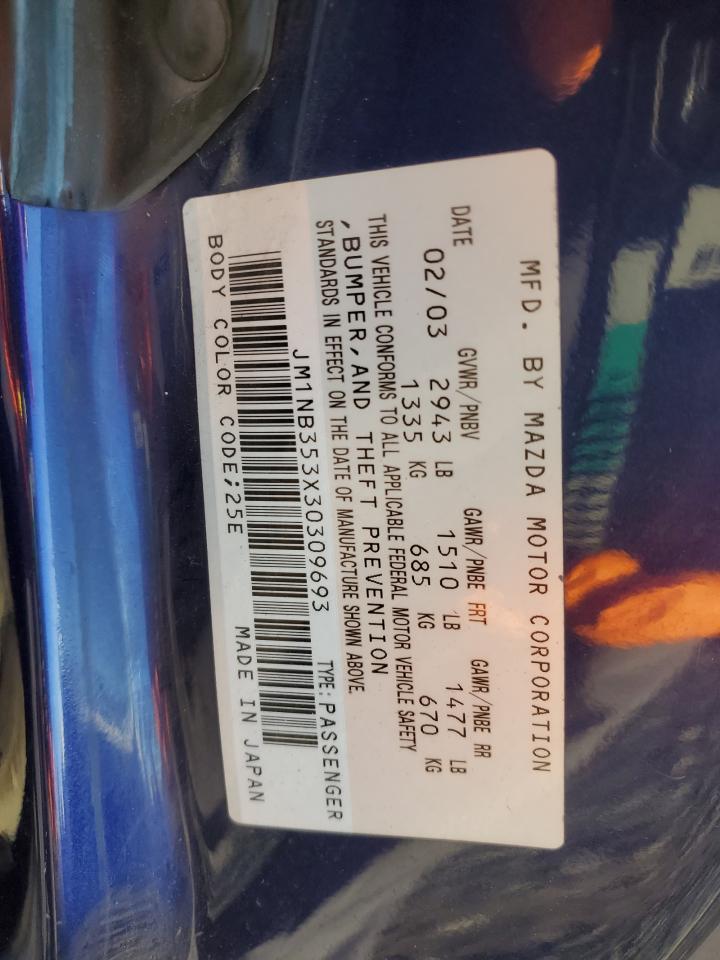 MFD. BY MAZDA MOTOR CORPORATION
DATE GVWR/PNBV GAWR/PNBE FRT GAWR/PNBE RR
02/03 2943 LB 1510 LB 1477 LB
1335 KG 685 KG 670 KG
THIS VEHICLE CONFORMS TO ALL APPLICABLE FEDERAL MOTOR VEHICLE SAFETY
,BUMPER,AND THEFT PREVENTION
STANDARDS IN EFFECT ON THE DATE OF MANUFACTURE SHOWN ABOVE.
JM1NB353X30309693 TYPE:PASSENGER
BODY COLOR CODE;25E MADE IN JAPAN